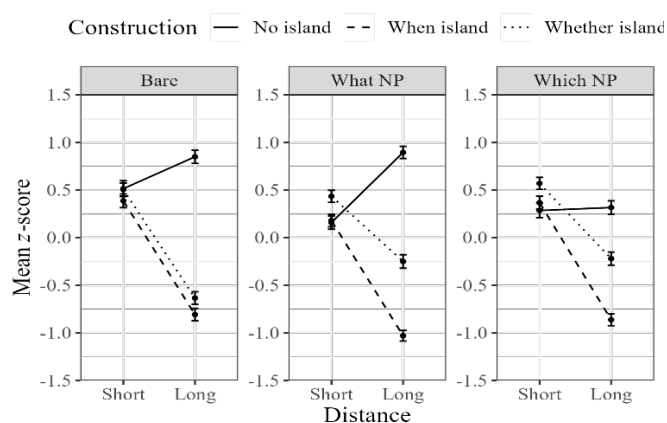 Construction No island When island Whether island
Bare What NP Which NP
1.5 1.5 1.5
1.0 1.0 1.0
0.5 0.5 0.5
0.0 0.0 0.0
-0.5 -0.5 -0.5
-1.0 -1.0 -1.0
-1.5 -1.5 -1.5
Mean z-score
Short Long Short Long Short Long
Distance